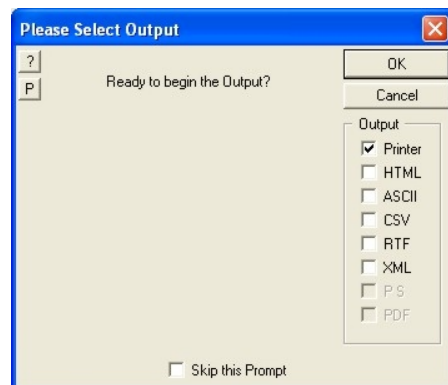 Please Select Output
?
P
Ready to begin the Output?
OK
Cancel
Output
Printer
HTML
ASCII
CSV
RTF
XML
P S
PDF
Skip this Prompt